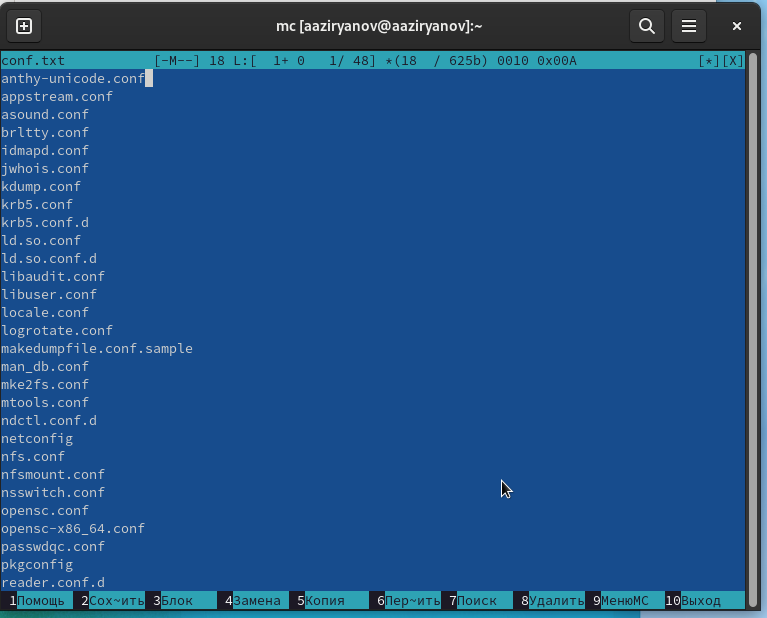 mc [aaziryanov@aaziryanov]:~
conf.txt [-M--] 18 L:[ 1+ 0 1/ 48] *(18 / 625b) 0010 0x00A [*][X]
anthy-unicode.conf
appstream.conf
asound.conf
brltty.conf
idmapd.conf
jwhois.conf
kdump.conf
krb5.conf
krb5.conf.d
ld.so.conf
ld.so.conf.d
libaudit.conf
libuser.conf
locale.conf
logrotate.conf
makedumpfile.conf.sample
man_db.conf
mke2fs.conf
mtools.conf
ndctl.conf.d
netconfig
nfs.conf
nfsmount.conf
nsswitch.conf
opensc.conf
opensc-x86_64.conf
passwdqc.conf
pkgconfig
reader.conf.d
1Помощь 2Сох~ить 3Блок 4Замена 5Копия 6Пер~ить 7Поиск 8Удалить 9МенюMC 10Выход